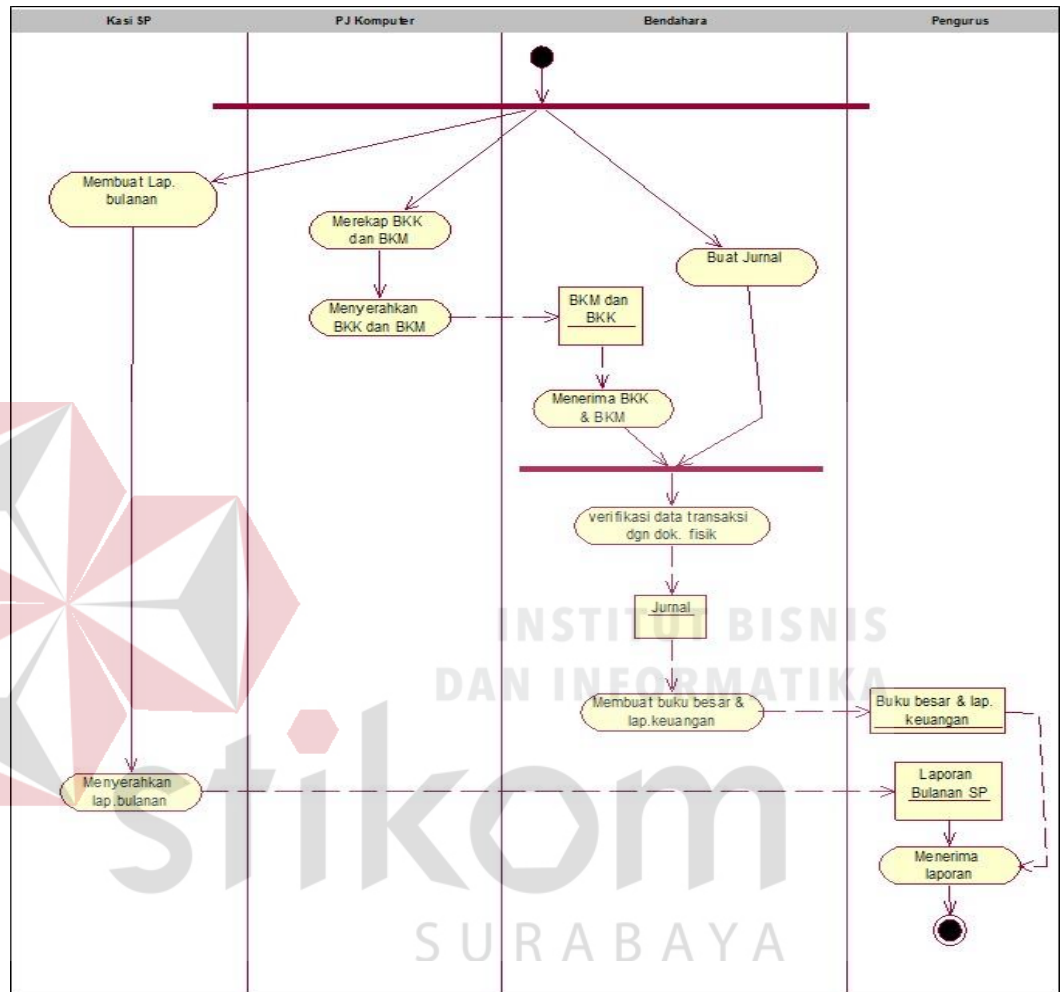 Kasi SP
PJ Komputer
Bendahara
Pengurus
Membuat Lap.
bulanan
Merekap BKK
dan BKM
Buat Jurnal
Menyerahkan
BKK dan BKM
BKM dan
BKK
Menerima BKK
& BKM
verifikasi data transaksi
dgn dok. fisik
Jurnal
INSTITUT BISNIS
DAN INFORMATIKA
Membuat buku besar &
lap.keuangan
Buku besar & lap.
keuangan
Menyerahkan
lap.bulanan
Laporan
Bulanan SP
stikom
Menerima
laporan
SURABAYA